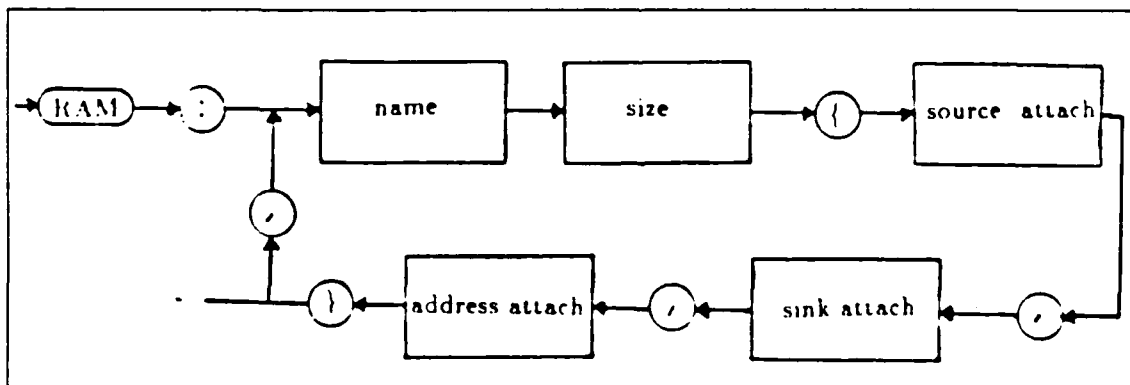 RAM : name size { source attach
,
} address attach , sink attach ,